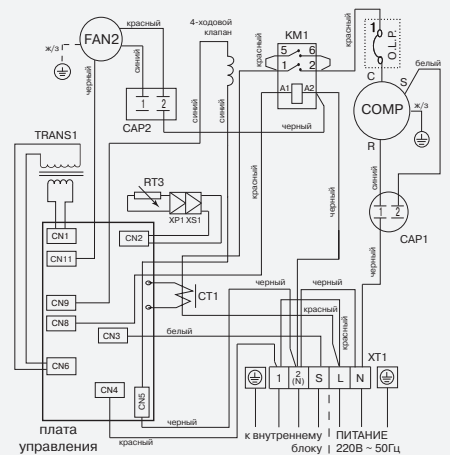 красный
4-ходовой
клапан
KM1
красный
1
O.L.P.
FAN2
ж/з
синий
черный
5 6
1 2
A1 A2
красный
белый
C
S
COMP
ж/з
R
1 2
CAP2
синий
синий
черный
TRANS1
RT3
XP1 XS1
красный
черный
синий
1 2
CAP1
черный
CN1
CN2
CN11
CN9
CN8
CT1
черный
черный
красный
красный
CN3
белый
CN6
XT1
CN4
CN5
1
2
(N)
S
L
N
черный
красный
плата
управления
к внутреннему
блоку
ПИТАНИЕ
220В ~ 50Гц